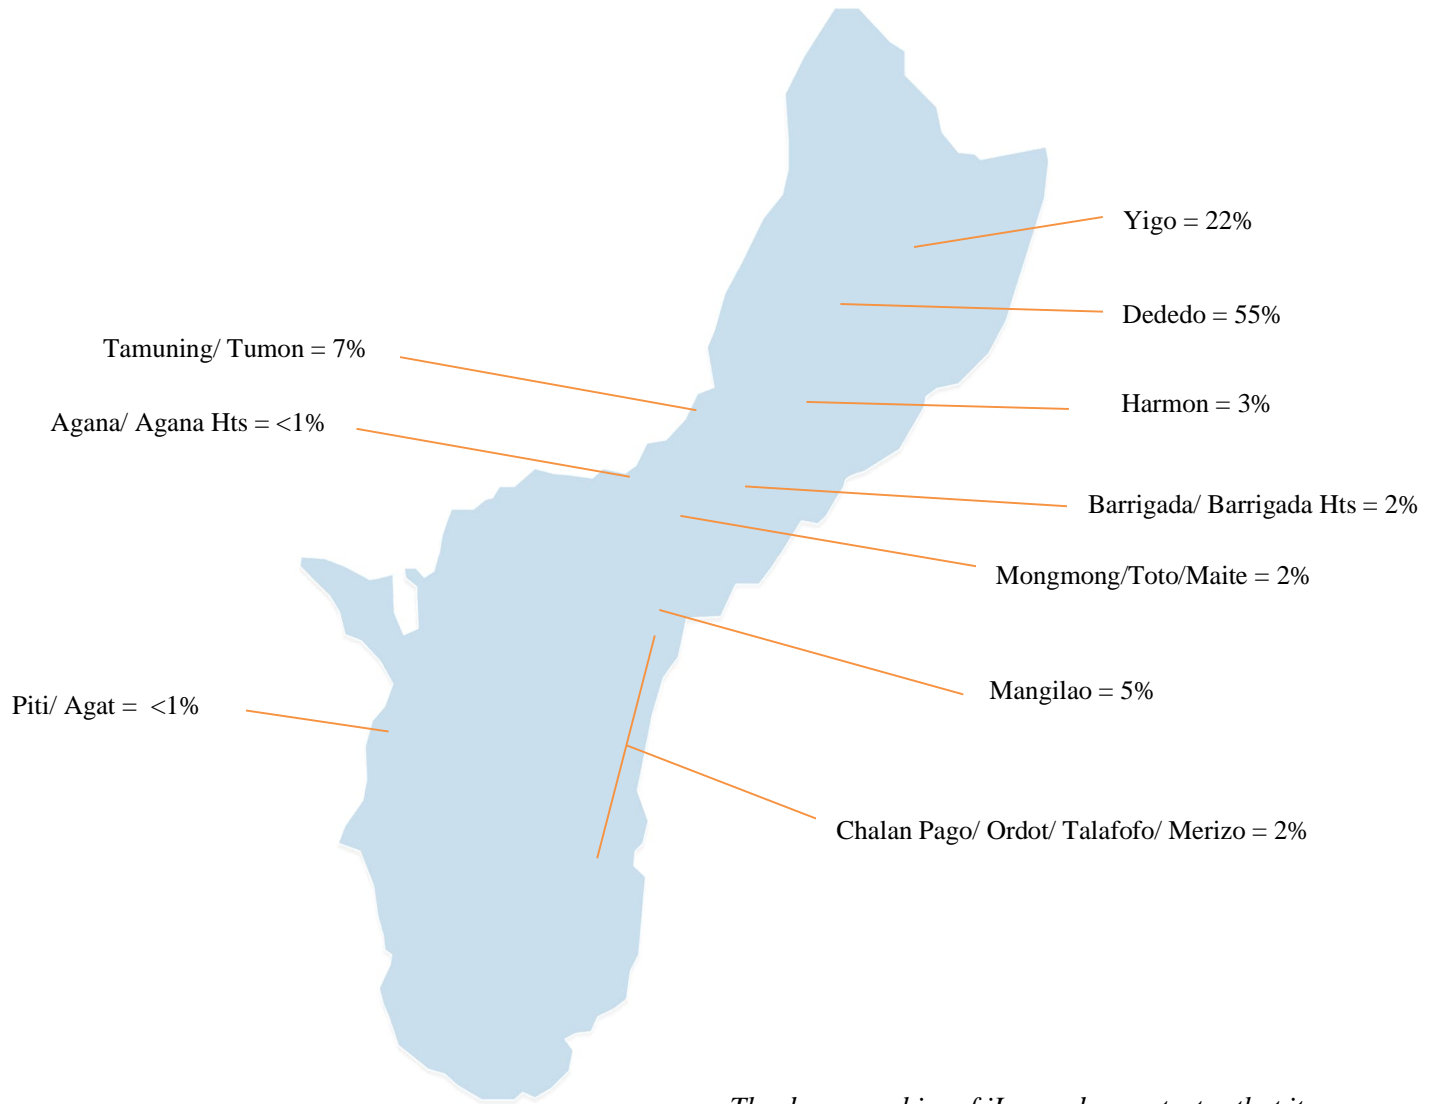 Yigo = 22%
Dededo = 55%
Tamuning/ Tumon = 7%
Harmon = 3%
Agana/ Agana Hts = <1%
Barrigada/ Barrigada Hts = 2%
Mongmong/Toto/Maite = 2%
Mangilao = 5%
Piti/ Agat = <1%
Chalan Pago/ Ordot/ Talafofo/ Merizo = 2%